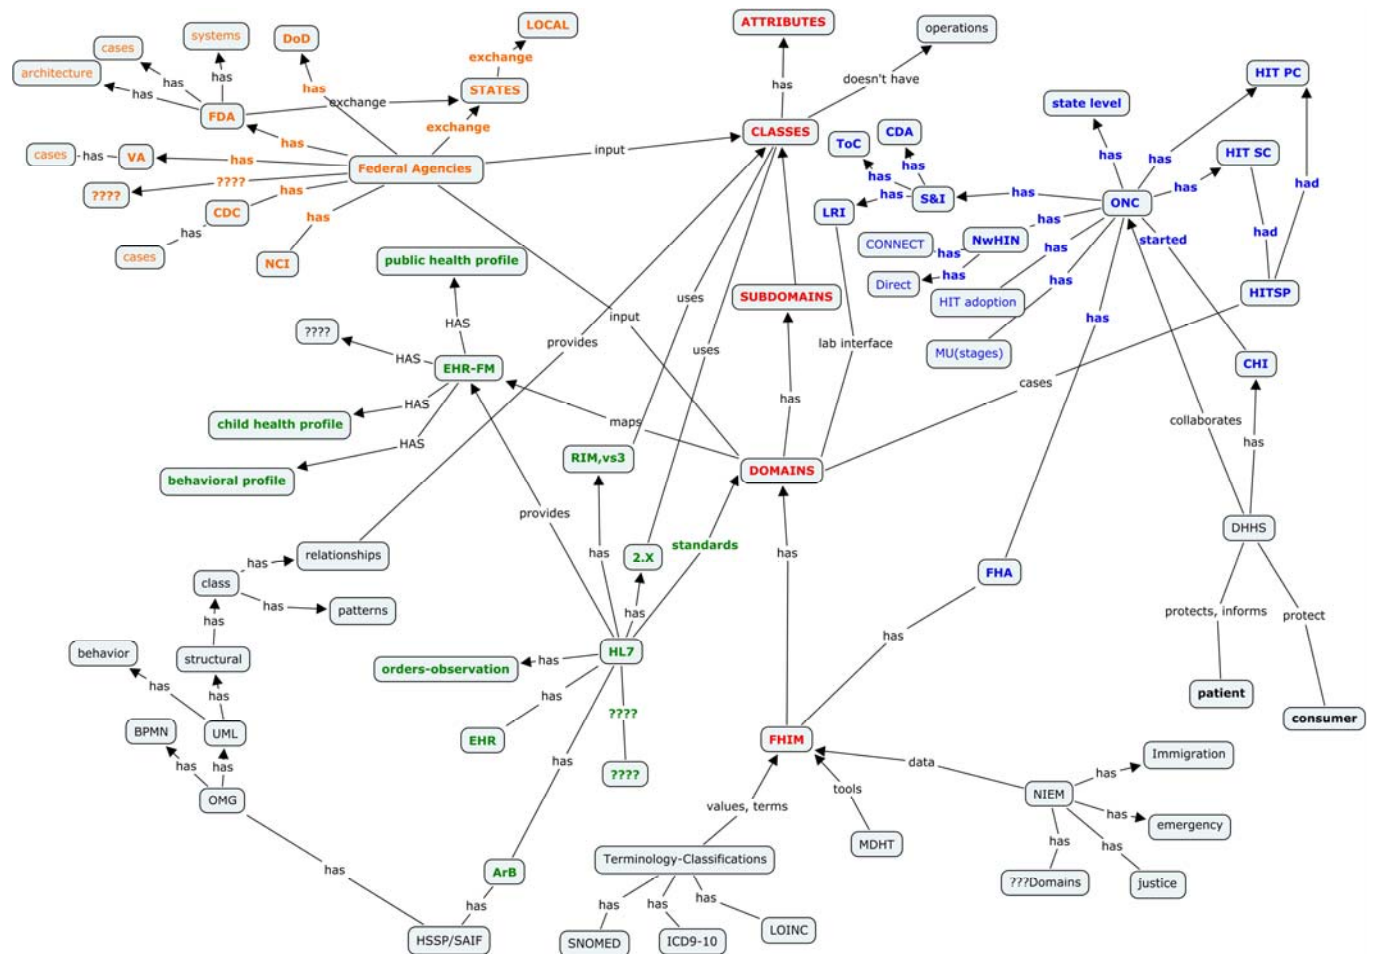 ATTRIBUTES
LOCAL
operations
systems
DoD
cases
exchange
architecture
has
has
has
has
has
doesn't have
HIT PC
STATES
exchange
FDA
state level
exchange
CLASSES
CDA
ToC
HIT SC
has
input
has
has
cases
has
VA
has
Federal Agencies
has
has
had
????
????
has
has
has
S&I
has
ONC
CDC
has
LRI
has
has
NCI
CONNECT
has
NwHIN
has
started
had
cases
public health profile
Direct
has
has
HITSP
SUBDOMAINS
HIT adoption
uses
HAS
input
has
????
provides
uses
lab interface
MU(stages)
HAS
EHR-FM
CHI
cases
HAS
has
child health profile
maps
collaborates
HAS
has
RIM,vs3
DOMAINS
behavioral profile
provides
DHHS
standards
relationships
has
has
2.X
has
class
FHA
has
patterns
has
protects, informs
protect
has
behavior
structural
HL7
has
orders-observation
has
has
has
has
patient
????
consumer
BPMN
UML
EHR
FHIM
Immigration
has
has
has
data
has
????
tools
NIEM
OMG
values, terms
has
emergency
MDHT
has
has
Terminology-Classifications
has
ArB
???Domains
justice
has
has
has
has
LOINC
HSSP/SAIF
SNOMED
ICD9-10